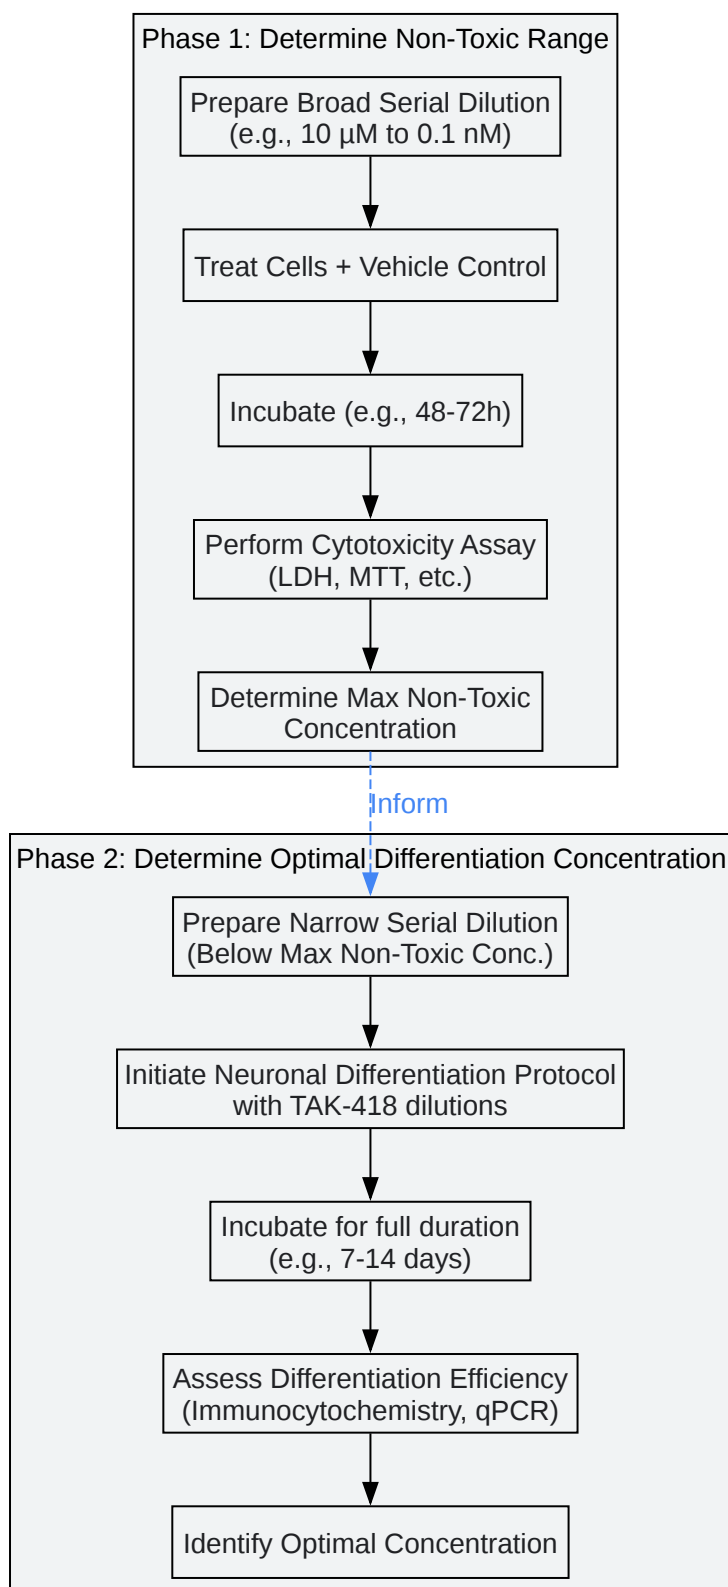 Phase 1: Determine Non-Toxic Range
Prepare Broad Serial Dilution
(e.g., 10 µM to 0.1 nM)
Treat Cells + Vehicle Control
Incubate (e.g., 48-72h)
Perform Cytotoxicity Assay
(LDH, MTT, etc.)
Determine Max Non-Toxic
Concentration
Inform
Phase 2: Determine Optimal Differentiation Concentration
Prepare Narrow Serial Dilution
(Below Max Non-Toxic Conc.)
Initiate Neuronal Differentiation Protocol
with TAK-418 dilutions
Incubate for full duration
(e.g., 7-14 days)
Assess Differentiation Efficiency
(Immunocytochemistry, qPCR)
Identify Optimal Concentration